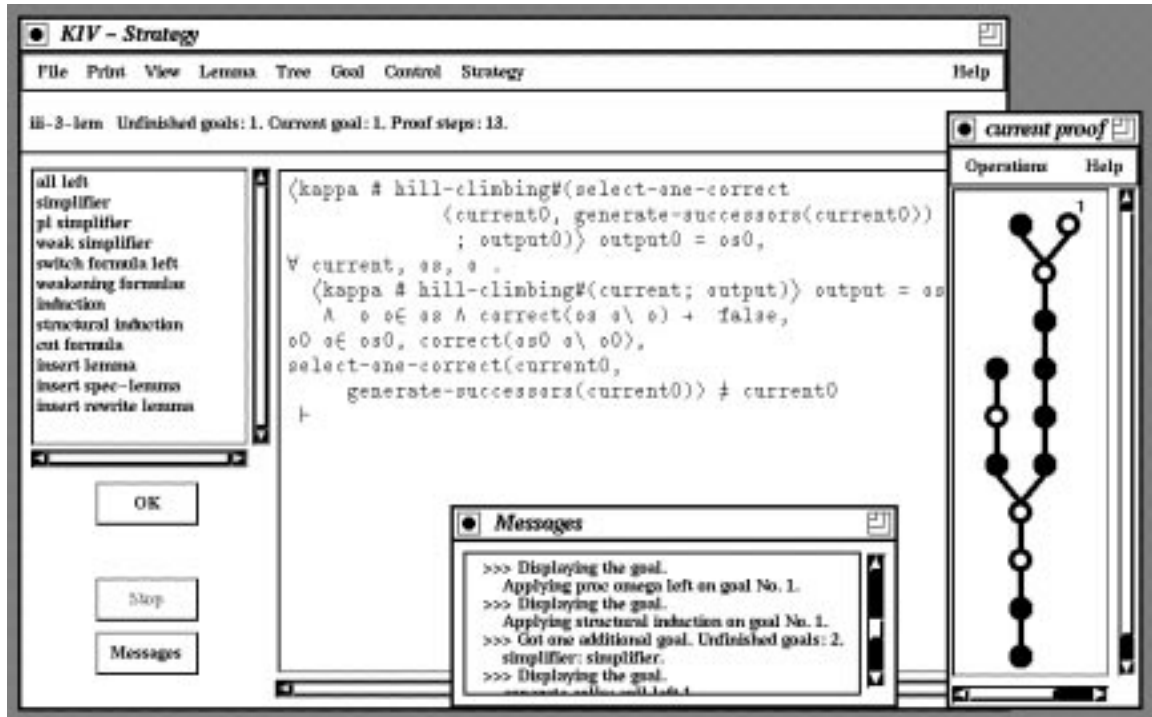 KIV – Strategy
File Print View Lemma Tree Goal Control Strategy Help
iii-3-lem Unfinished goals: 1. Current goal: 1. Proof steps: 13.
all left
simplifier
pl simplifier
weak simplifier
switch formula left
weakening formulas
induction
structural induction
cut formula
insert lemma
insert spec-lemma
insert rewrite lemma
OK
Stop
Messages
⟨kappa # hill-climbing#(select-one-correct
(current0, generate-successors(current0))
; output0)⟩ output0 = os0,
∀ current, os, o .
⟨kappa # hill-climbing#(current; output)⟩ output = os
∧ o o∈ os ∧ correct(os o\ o) → false,
o0 o∈ os0, correct(os0 o\ o0),
select-one-correct(current0,
generate-successors(current0)) ≠ current0
⊢
Messages
>>> Displaying the goal.
Applying proc omega left on goal No. 1.
>>> Displaying the goal.
Applying structural induction on goal No. 1.
>>> Got one additional goal. Unfinished goals: 2.
simplifier: simplifier.
>>> Displaying the goal.
current proof
Operations Help
1